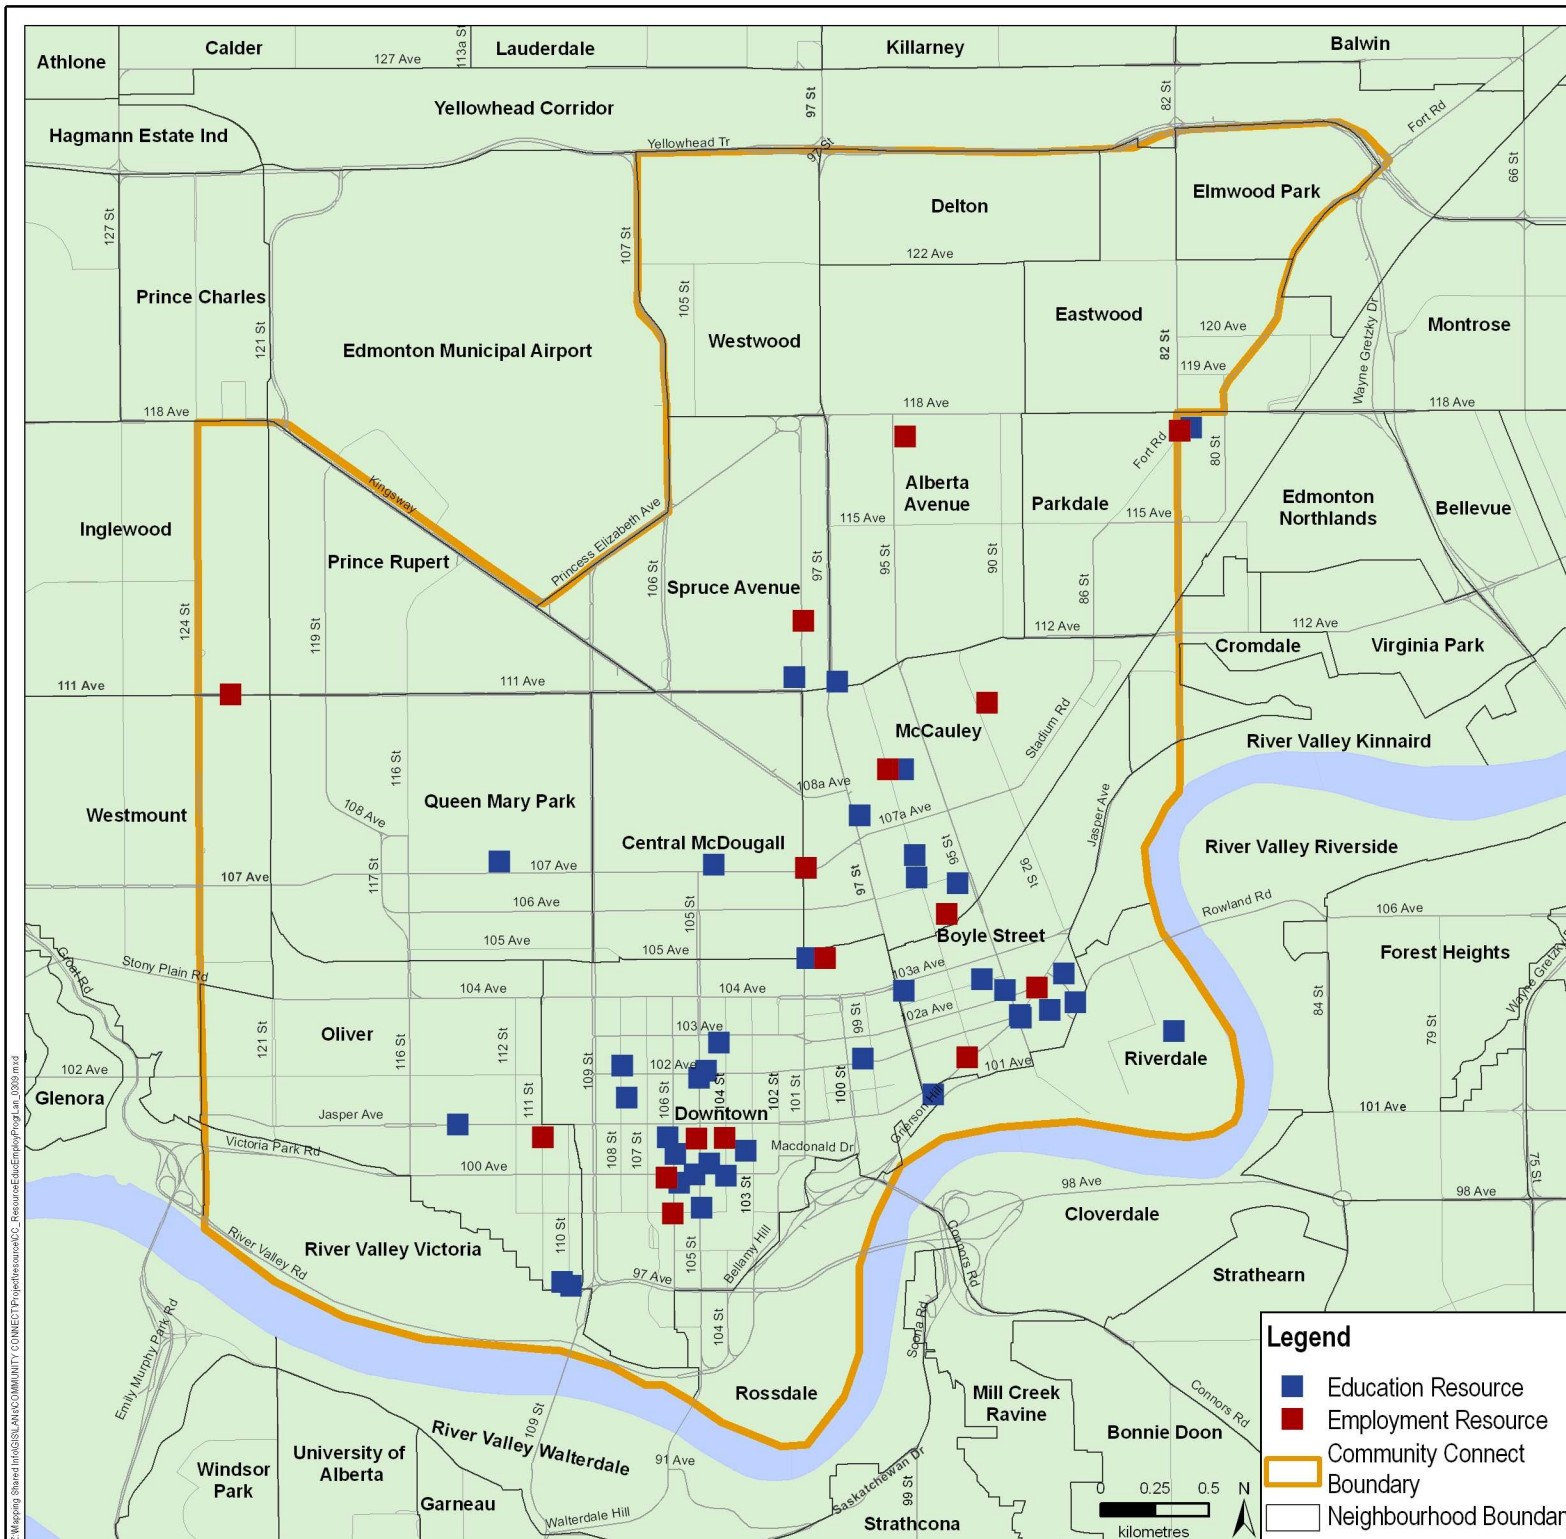 Athlone
Calder
113a St
Lauderdale
Killarney
Balwin
127 Ave
97 St
82 St
Fort Rd
Yellowhead Corridor
Hagmann Estate Ind
Yellowhead Tr
97 St
66 St
Elmwood Park
Delton
127 St
107 St
122 Ave
Prince Charles
105 St
121 St
Eastwood
Edmonton Municipal Airport
Westwood
82 St
120 Ave
Wayne Gretzky Dr
Montrose
119 Ave
118 Ave
118 Ave
118 Ave
Fort Rd
80 St
Kingsway
Alberta
Avenue
Parkdale
Edmonton
Northlands
Bellevue
Inglewood
115 Ave
115 Ave
Princess Elizabeth Ave
Prince Rupert
97 St
95 St
90 St
106 St
Spruce Avenue
86 St
124 St
119 St
112 Ave
112 Ave
Cromdale
Virginia Park
111 Ave
111 Ave
McCauley
Stadium Rd
River Valley Kinnaird
116 St
108a Ave
Westmount
108 Ave
Queen Mary Park
107a Ave
Jasper Ave
Central McDougall
95 St
River Valley Riverside
107 Ave
107 Ave
117 St
97 St
92 St
106 Ave
105 St
Rowland Rd
106 Ave
Boyle Street
105 Ave
105 Ave
Forest Heights
Groat Rd
Stony Plain Rd
103a Ave
Wayne Gretzky
104 Ave
104 Ave
84 St
102a Ave
99 St
79 St
Oliver
121 St
116 St
112 St
103 Ave
109 St
102 Ave
102 Ave
Riverdale
101 Ave
Glenora
111 St
106 St
104 St
102 St
101 St
100 St
Jasper Ave
Downtown
101 Ave
Grierson Hill
Victoria Park Rd
108 St
107 St
Macdonald Dr
100 Ave
103 St
75 St
98 Ave
98 Ave
Cloverdale
River Valley Rd
River Valley Victoria
110 St
105 St
Bellamy Hill
Connors Rd
97 Ave
Strathearn
104 St
Scona Rd
Emily Murphy Park Rd
Rossdale
Mill Creek
Ravine
Connors Rd
109 St
River Valley Walterdale
Bonnie Doon
University of
Alberta
91 Ave
Windsor
Park
Saskatchewan Dr
99 St
Garneau
Walterdale Hill
Strathcona
0 0.25 0.5
kilometres
N
Legend
Education Resource
Employment Resource
Community Connect
Boundary
Neighbourhood Boundar